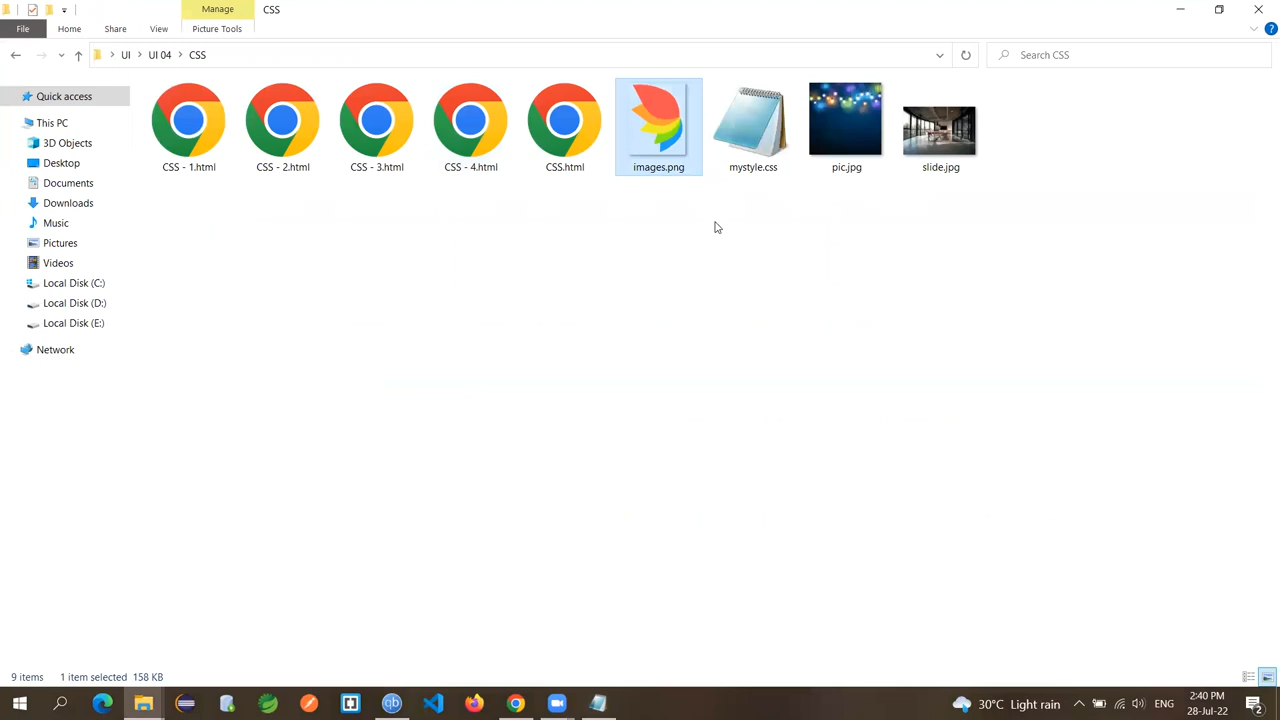 Manage
CSS
File
Home
Share
View
Picture Tools
UI
UI 04
CSS
Search CSS
Quick access
This PC
3D Objects
Desktop
Documents
Downloads
Music
Pictures
Videos
Local Disk (C:)
Local Disk (D:)
Local Disk (E:)
Network
CSS - 1.html
CSS - 2.html
CSS - 3.html
CSS - 4.html
CSS.html
images.png
mystyle.css
pic.jpg
slide.jpg
9 items
1 item selected 158 KB
qb
30°C Light rain
ENG
2:40 PM
28-Jul-22
2